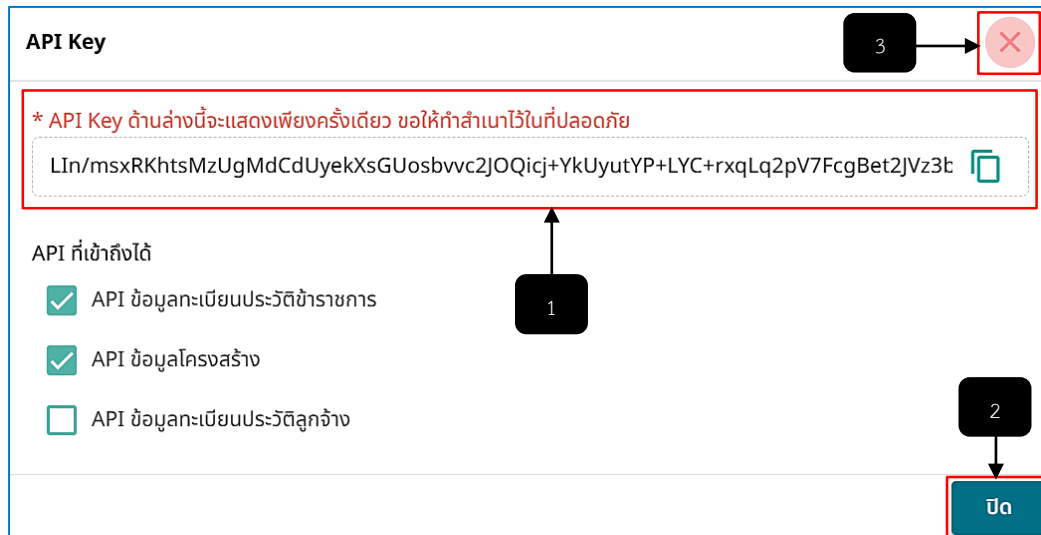 API Key
3
* API Key ด้านล่างนี้จะแสดงเพียงครั้งเดียว ขอให้ทำสำเนาไว้ในที่ปลอดภัย
LIn/msxRKhtsMzUgMdCdUyekXsGUosbvvc2JOQicj+YkUyutYP+LYC+rxqLq2pV7FcgBet2JVz3b
API ที่เข้าถึงได้
API ข้อมูลทะเบียนประวัติข้าราชการ
1
API ข้อมูลโครงสร้าง
API ข้อมูลทะเบียนประวัติลูกจ้าง
2
ปิด